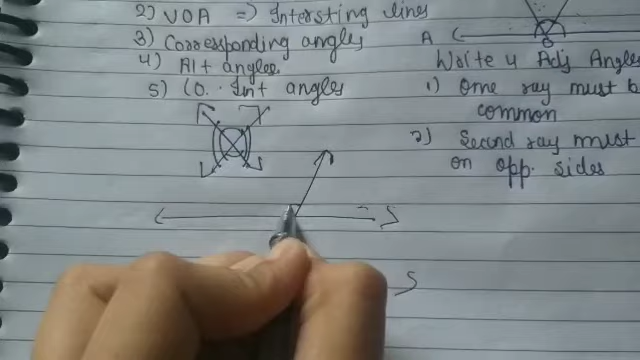 2) VOA => Intersting lines
3) Corresponding angles
4) Alt angles
5) CO. Int angles
A
B
Write 4 Adj Angles
1) One ray must b
common
2) Second ray must
on opp. sides
S
S